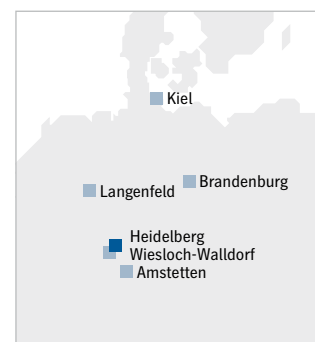 Kiel
Brandenburg
Langenfeld
Heidelberg
Wiesloch-Walldorf
Amstetten